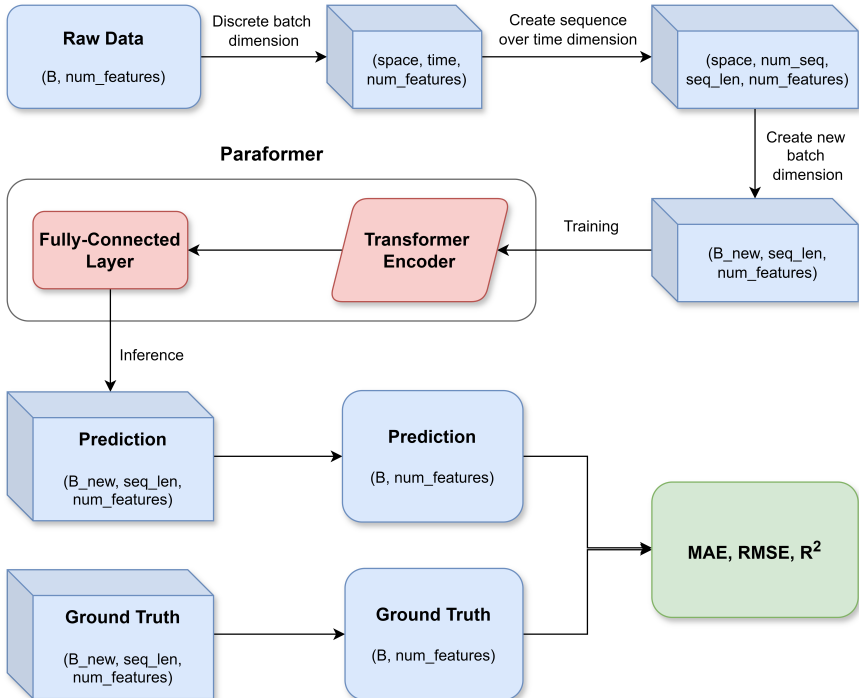 Raw Data
(B, num_features)
Discrete batch
dimension
(space, time,
num_features)
Create sequence
over time dimension
(space, num_seq,
seq_len, num_features)
Create new
batch
dimension
(B_new, seq_len,
num_features)
Training
Paraformer
Transformer
Encoder
Fully-Connected
Layer
Inference
Prediction
(B_new, seq_len,
num_features)
Prediction
(B, num_features)
Ground Truth
(B_new, seq_len,
num_features)
Ground Truth
(B, num_features)
MAE, RMSE, R²